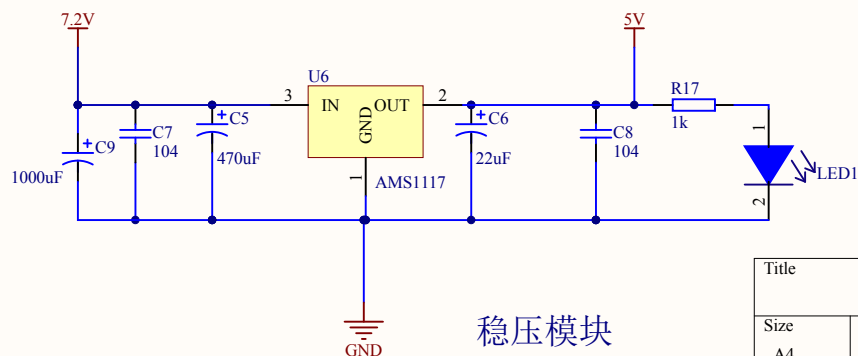 7.2V
5V
U6
3
IN
OUT
2
GND
1
AMS1117
C9
1000uF
C7
104
C5
470uF
C6
22uF
C8
104
R17
1k
1
LED1
2
GND
稳压模块
Title
Size
A4